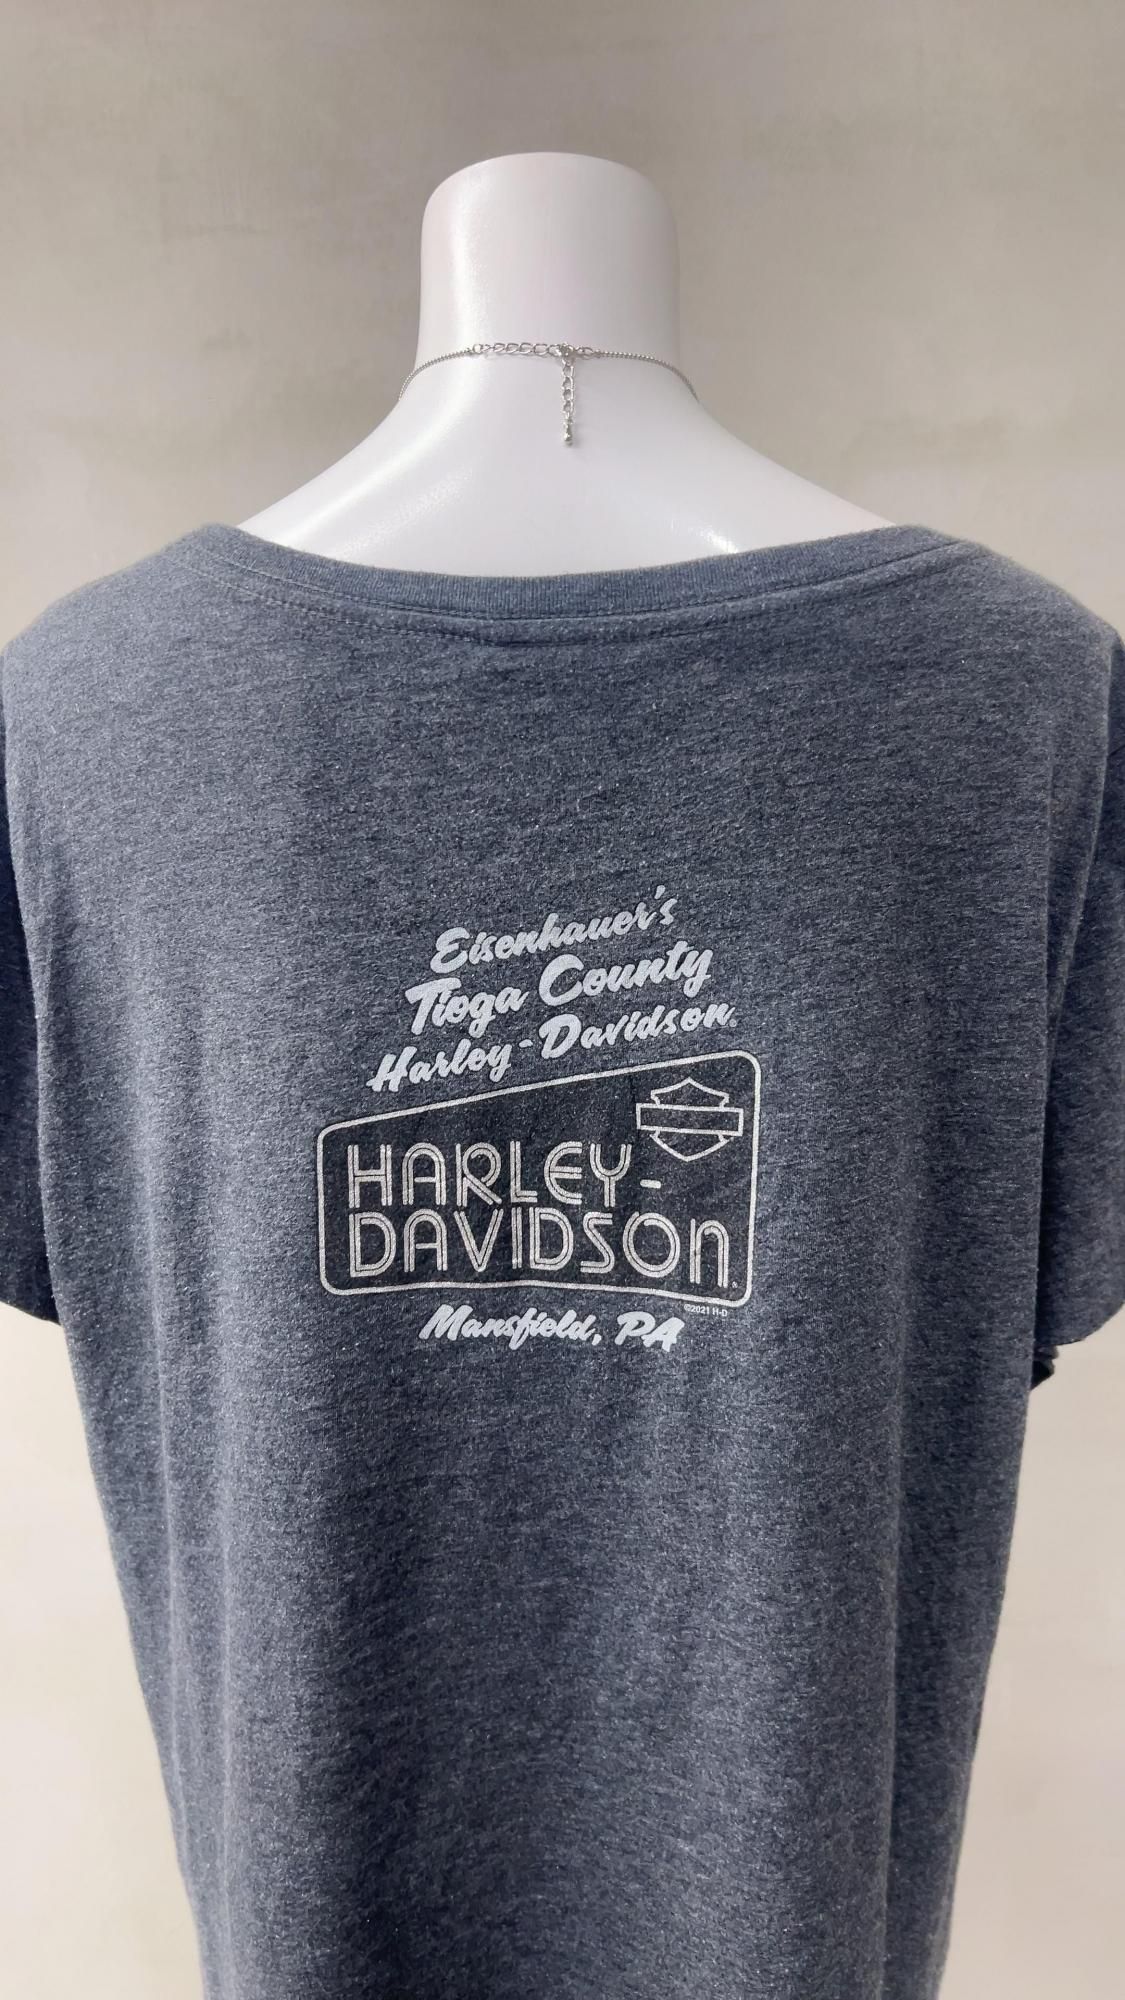 Eisenhauer's
Tioga County
Harley-Davidson®
HARLEY-
DAVIDSON®
©2021 H-D
Mansfield, PA